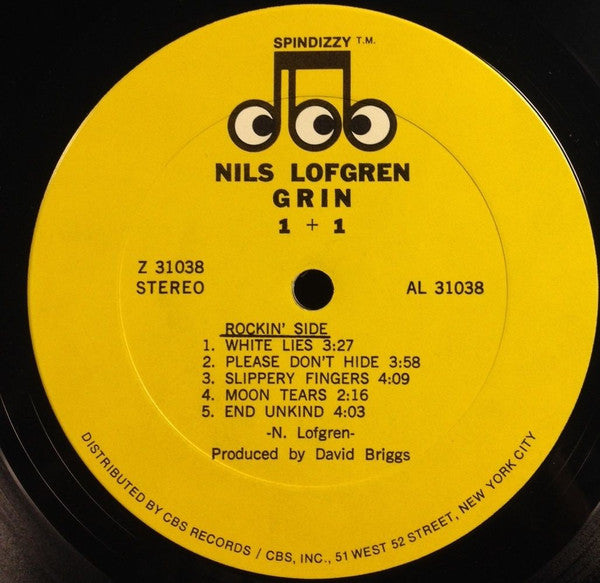 SPINDIZZY T.M.
NILS LOFGREN
GRIN
1 + 1
Z 31038
STEREO
AL 31038
ROCKIN' SIDE
1. WHITE LIES 3:27
2. PLEASE DON'T HIDE 3:58
3. SLIPPERY FINGERS 4:09
4. MOON TEARS 2:16
5. END UNKIND 4:03
-N. Lofgren-
Produced by David Briggs
DISTRIBUTED BY CBS RECORDS / CBS, INC., 51 WEST 52 STREET, NEW YORK CITY